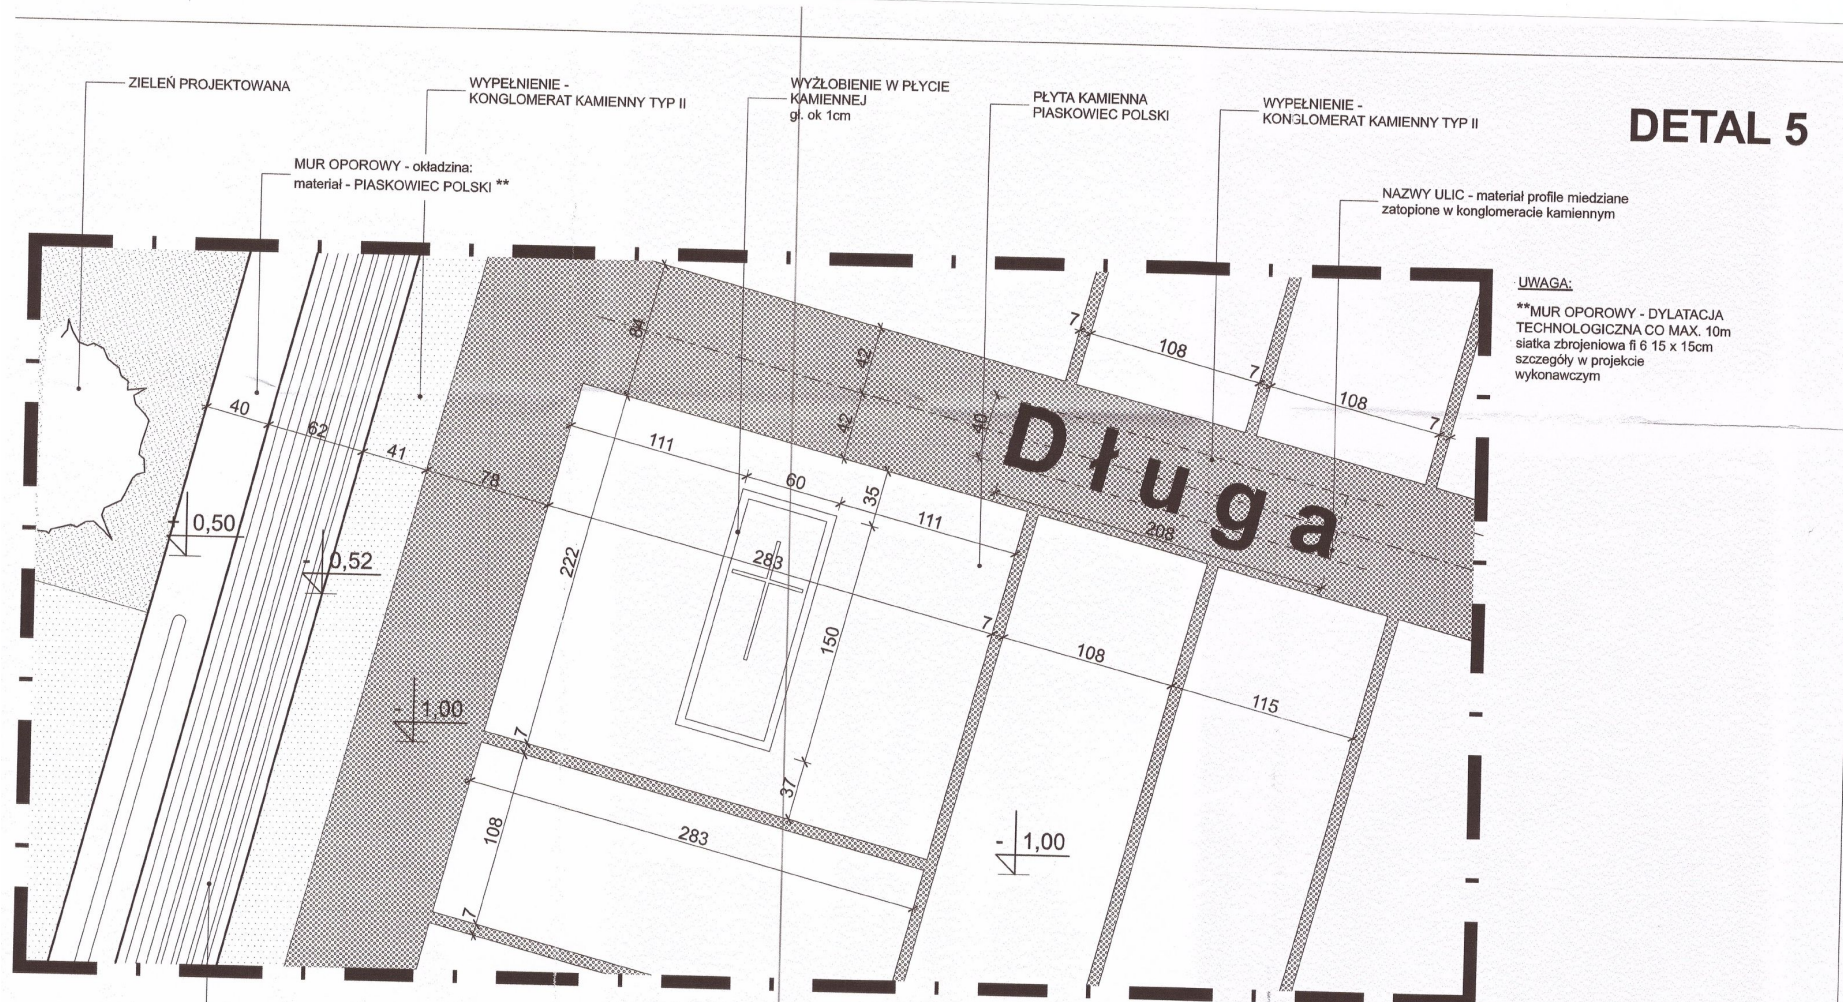 ZIELEŃ PROJEKTOWANA
WYPEŁNIENIE -
KONGLOMERAT KAMIENNY TYP II
WYŻŁOBIENIE W PŁYCIE
KAMIENNEJ
gł. ok 1cm
PŁYTA KAMIENNA
PIASKOWIEC POLSKI
WYPEŁNIENIE -
KONGLOMERAT KAMIENNY TYP II
DETAL 5
MUR OPOROWY - okładzina:
materiał - PIASKOWIEC POLSKI **
NAZWY ULIC - materiał profile miedziane
zatopione w konglomeracie kamiennym
UWAGA:
**MUR OPOROWY - DYLATACJA
TECHNOLOGICZNA CO MAX. 10m
siatka zbrojeniowa fi 6 15 x 15cm
szczegóły w projekcie
wykonawczym
84
42
42
40
7
108
7
108
7
Długa
208
40
62
41
78
111
60
111
35
283
222
150
37
7
108
115
+ 0,50
- 0,52
- 1,00
- 1,00
7
108
283
7